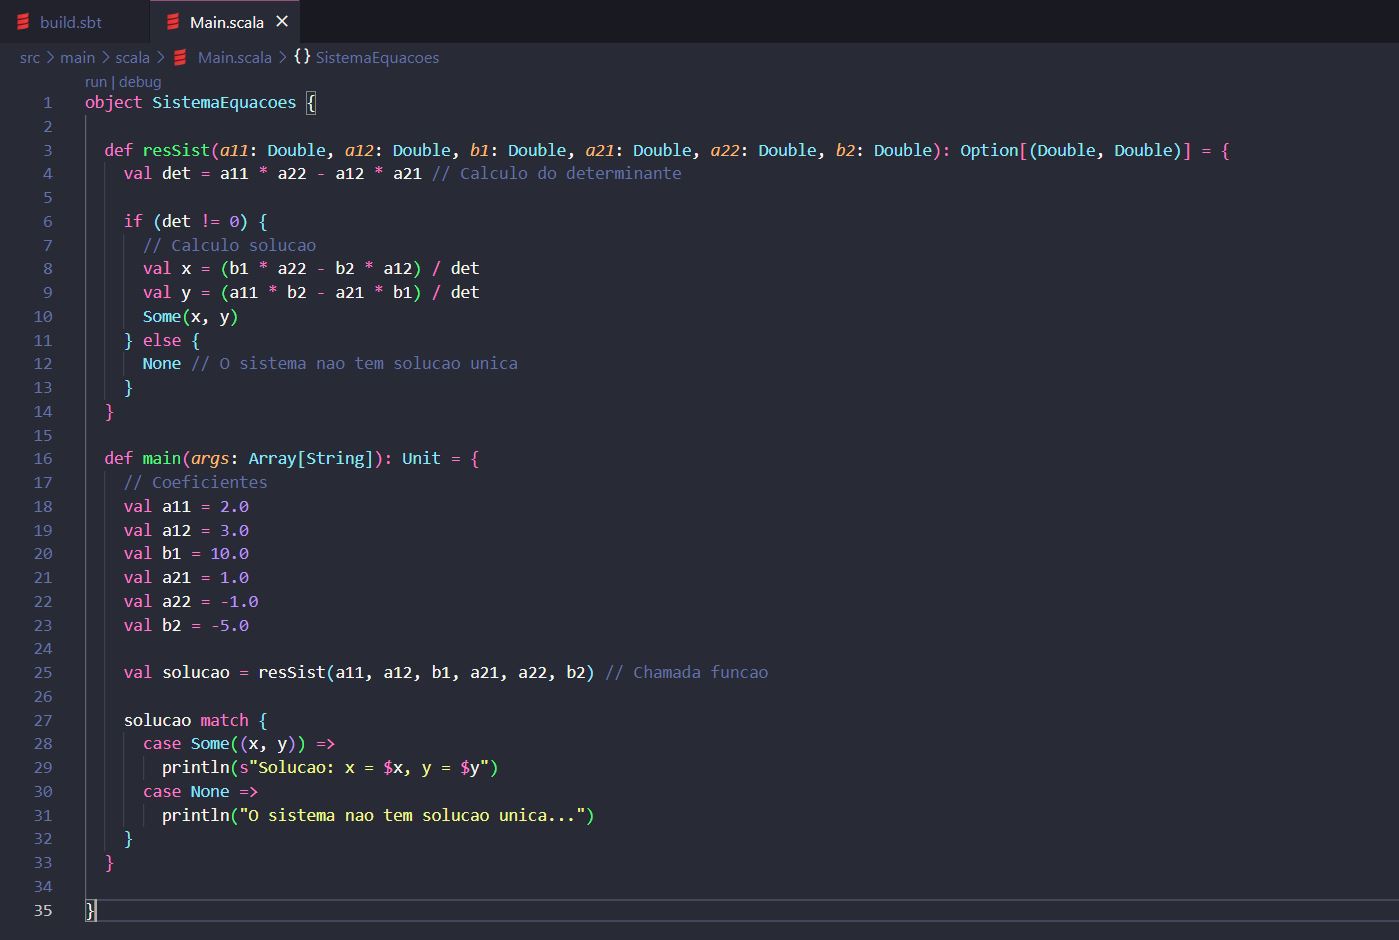 build.sbt Main.scala
src > main > scala > Main.scala > {} SistemaEquacoes
run | debug
1 object SistemaEquacoes {
2
3   def resSist(a11: Double, a12: Double, b1: Double, a21: Double, a22: Double, b2: Double): Option[(Double, Double)] = {
4     val det = a11 * a22 - a12 * a21 // Calculo do determinante
5
6     if (det != 0) {
7       // Calculo solucao
8       val x = (b1 * a22 - b2 * a12) / det
9       val y = (a11 * b2 - a21 * b1) / det
10       Some(x, y)
11     } else {
12       None // O sistema nao tem solucao unica
13     }
14   }
15
16   def main(args: Array[String]): Unit = {
17     // Coeficientes
18     val a11 = 2.0
19     val a12 = 3.0
20     val b1 = 10.0
21     val a21 = 1.0
22     val a22 = -1.0
23     val b2 = -5.0
24
25     val solucao = resSist(a11, a12, b1, a21, a22, b2) // Chamada funcao
26
27     solucao match {
28       case Some((x, y)) =>
29         println(s"Solucao: x = $x, y = $y")
30       case None =>
31         println("O sistema nao tem solucao unica...")
32     }
33   }
34
35 }